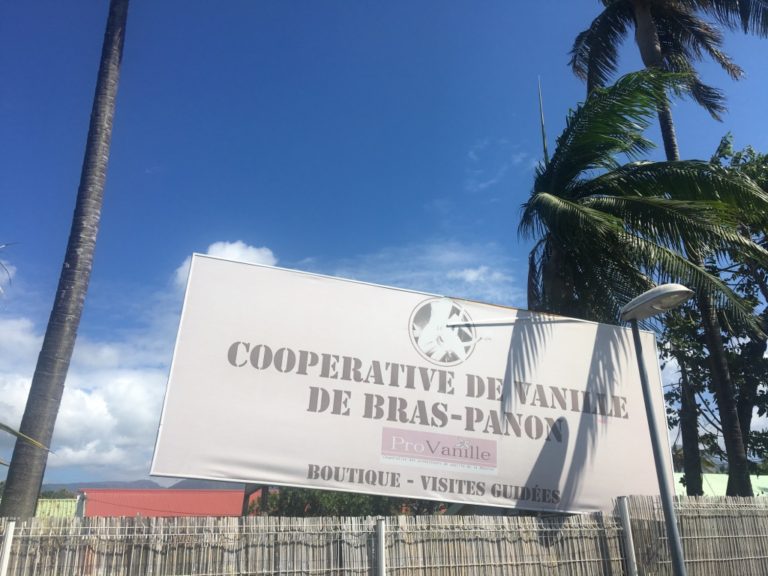 COOPERATIVE DE VANILLE
DE BRAS-PANON
ProVanille
BOUTIQUE - VISITES GUIDÉES